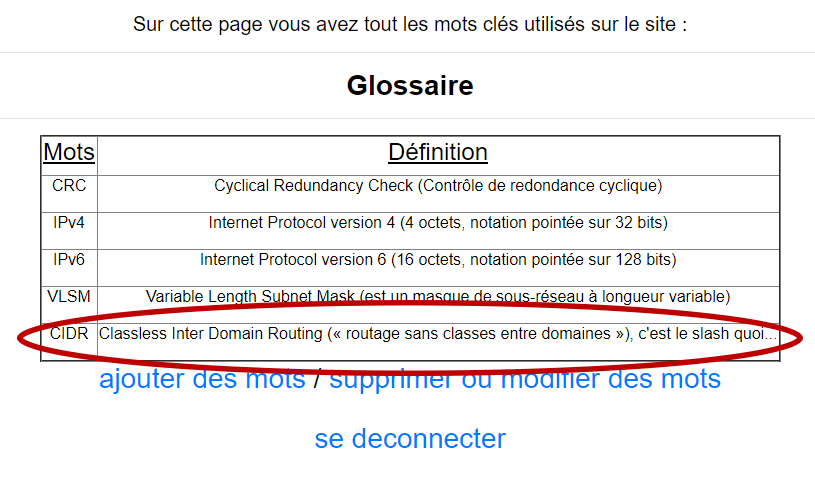 Sur cette page vous avez tout les mots clés utilisés sur le site :
Glossaire
Mots Définition
CRC Cyclical Redundancy Check (Contrôle de redondance cyclique)
IPv4 Internet Protocol version 4 (4 octets, notation pointée sur 32 bits)
IPv6 Internet Protocol version 6 (16 octets, notation pointée sur 128 bits)
VLSM Variable Length Subnet Mask (est un masque de sous-réseau à longueur variable)
CIDR Classless Inter Domain Routing (« routage sans classes entre domaines »), c'est le slash quoi...
ajouter des mots / supprimer ou modifier des mots
se deconnecter